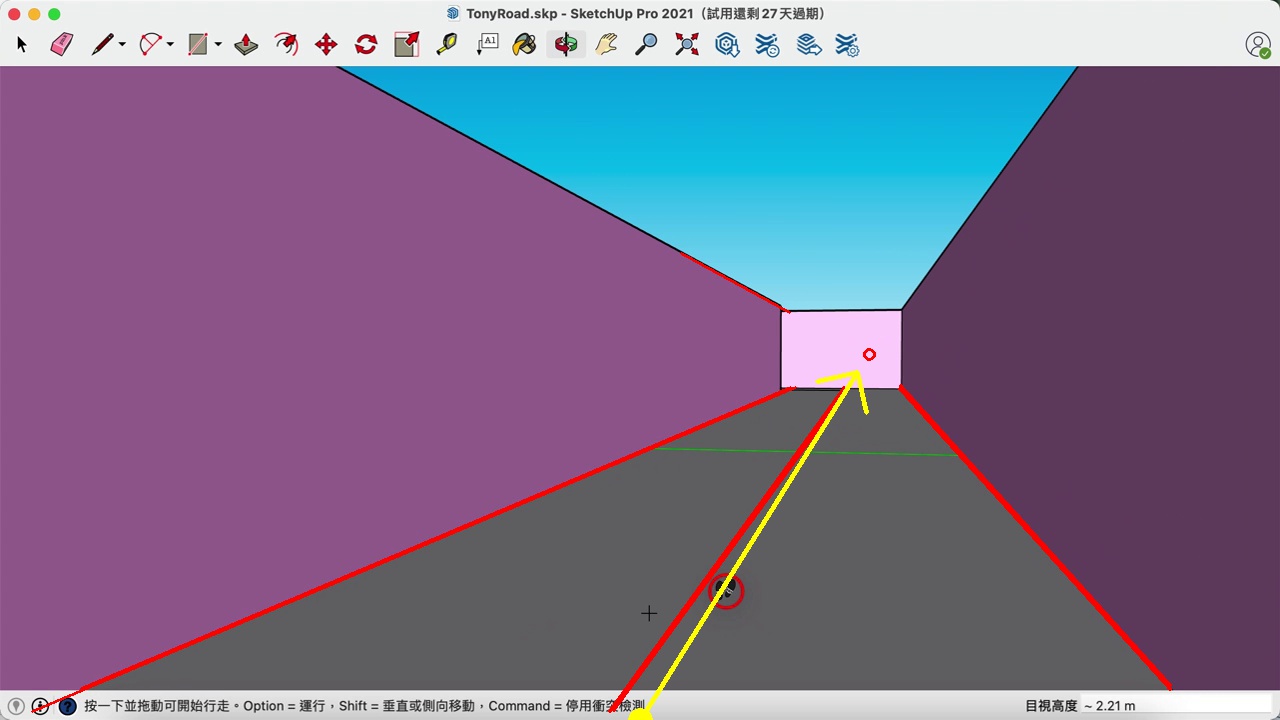 TonyRoad.skp - SketchUp Pro 2021 (試用還剩 27 天過期)
A1
按一下並拖動可開始行走。Option = 運行，Shift = 垂直或側向移動，Command = 停用衝突檢測
目視高度 ~ 2.21 m